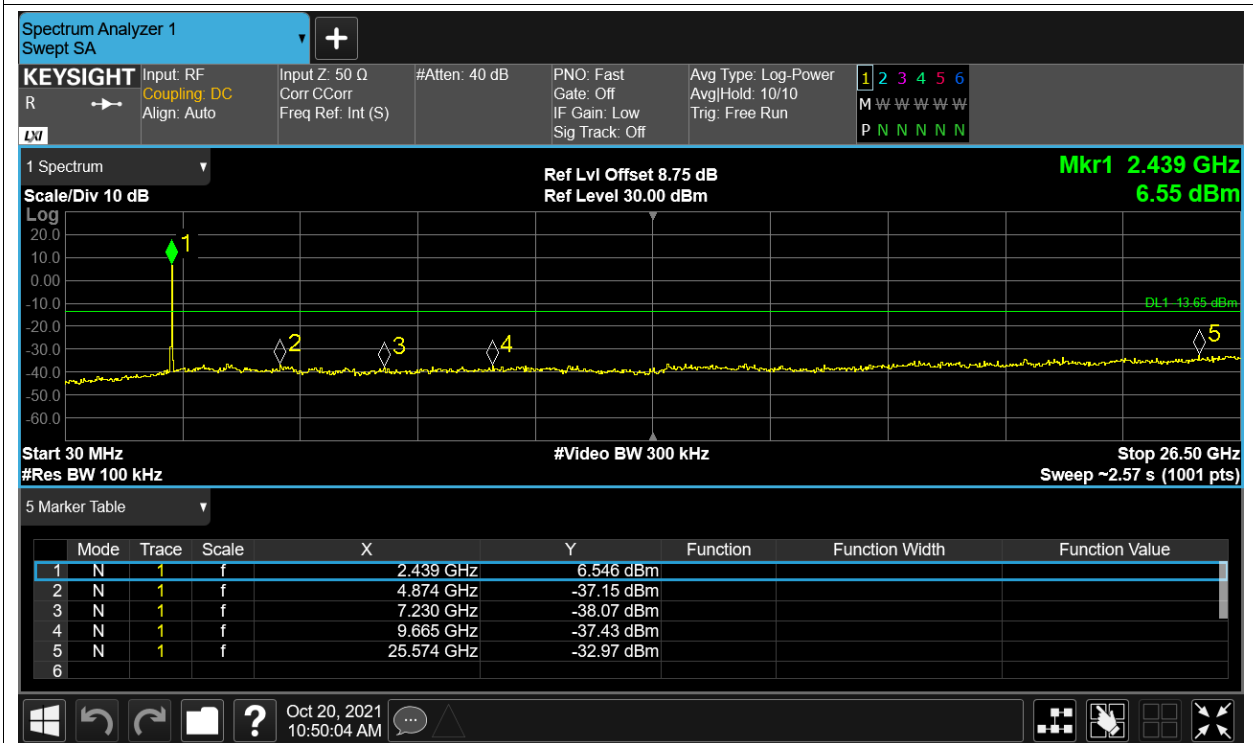 Spectrum Analyzer 1
Swept SA
+
KEYSIGHT Input: RF Input Z: 50 Ω #Atten: 40 dB PNO: Fast Avg Type: Log-Power 1 2 3 4 5 6
R Coupling: DC Corr CCorr Gate: Off Avg|Hold: 10/10 M W W W W W
Align: Auto Freq Ref: Int (S) IF Gain: Low Trig: Free Run
LXI Sig Track: Off P N N N N N
1 Spectrum Ref Lvl Offset 8.75 dB Mkr1 2.439 GHz
Scale/Div 10 dB Ref Level 30.00 dBm 6.55 dBm
Log
20.0
1
10.0
0.00
-10.0 DL1 -13.65 dBm
-20.0
2 3 4 5
-30.0
-40.0
-50.0
-60.0
Start 30 MHz #Video BW 300 kHz Stop 26.50 GHz
#Res BW 100 kHz Sweep ~2.57 s (1001 pts)
5 Marker Table
Mode Trace Scale X Y Function Function Width Function Value
1 N 1 f 2.439 GHz 6.546 dBm
2 N 1 f 4.874 GHz -37.15 dBm
3 N 1 f 7.230 GHz -38.07 dBm
4 N 1 f 9.665 GHz -37.43 dBm
5 N 1 f 25.574 GHz -32.97 dBm
6
? Oct 20, 2021
10:50:04 AM